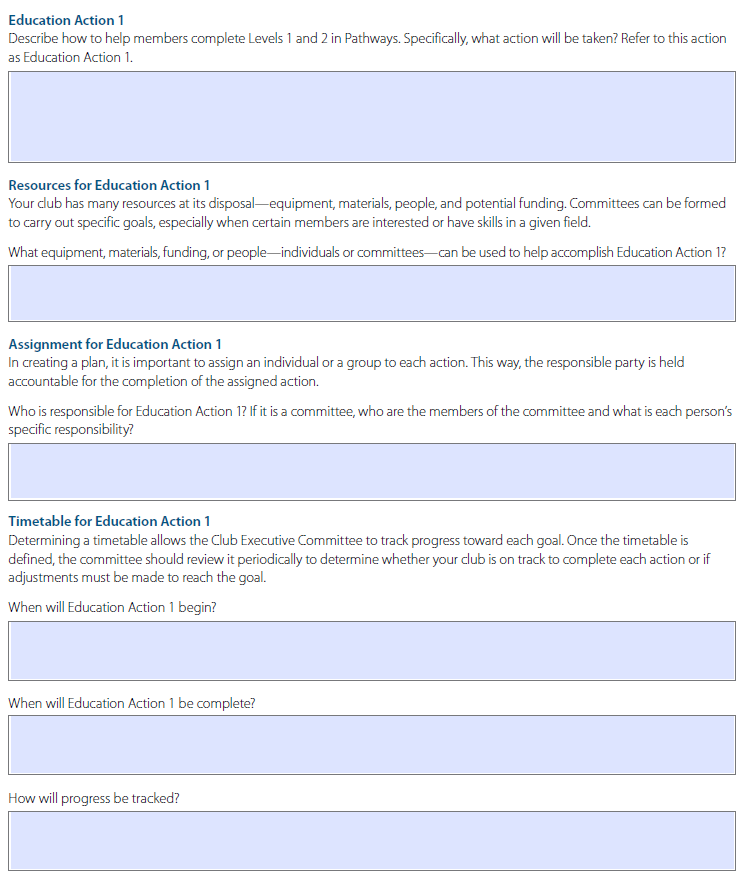 Education Action 1
Describe how to help members complete Levels 1 and 2 in Pathways. Specifically, what action will be taken? Refer to this action
as Education Action 1.
Resources for Education Action 1
Your club has many resources at its disposal—equipment, materials, people, and potential funding. Committees can be formed
to carry out specific goals, especially when certain members are interested or have skills in a given field.
What equipment, materials, funding, or people—individuals or committees—can be used to help accomplish Education Action 1?
Assignment for Education Action 1
In creating a plan, it is important to assign an individual or a group to each action. This way, the responsible party is held
accountable for the completion of the assigned action.
Who is responsible for Education Action 1? If it is a committee, who are the members of the committee and what is each person’s
specific responsibility?
Timetable for Education Action 1
Determining a timetable allows the Club Executive Committee to track progress toward each goal. Once the timetable is
defined, the committee should review it periodically to determine whether your club is on track to complete each action or if
adjustments must be made to reach the goal.
When will Education Action 1 begin?
When will Education Action 1 be complete?
How will progress be tracked?